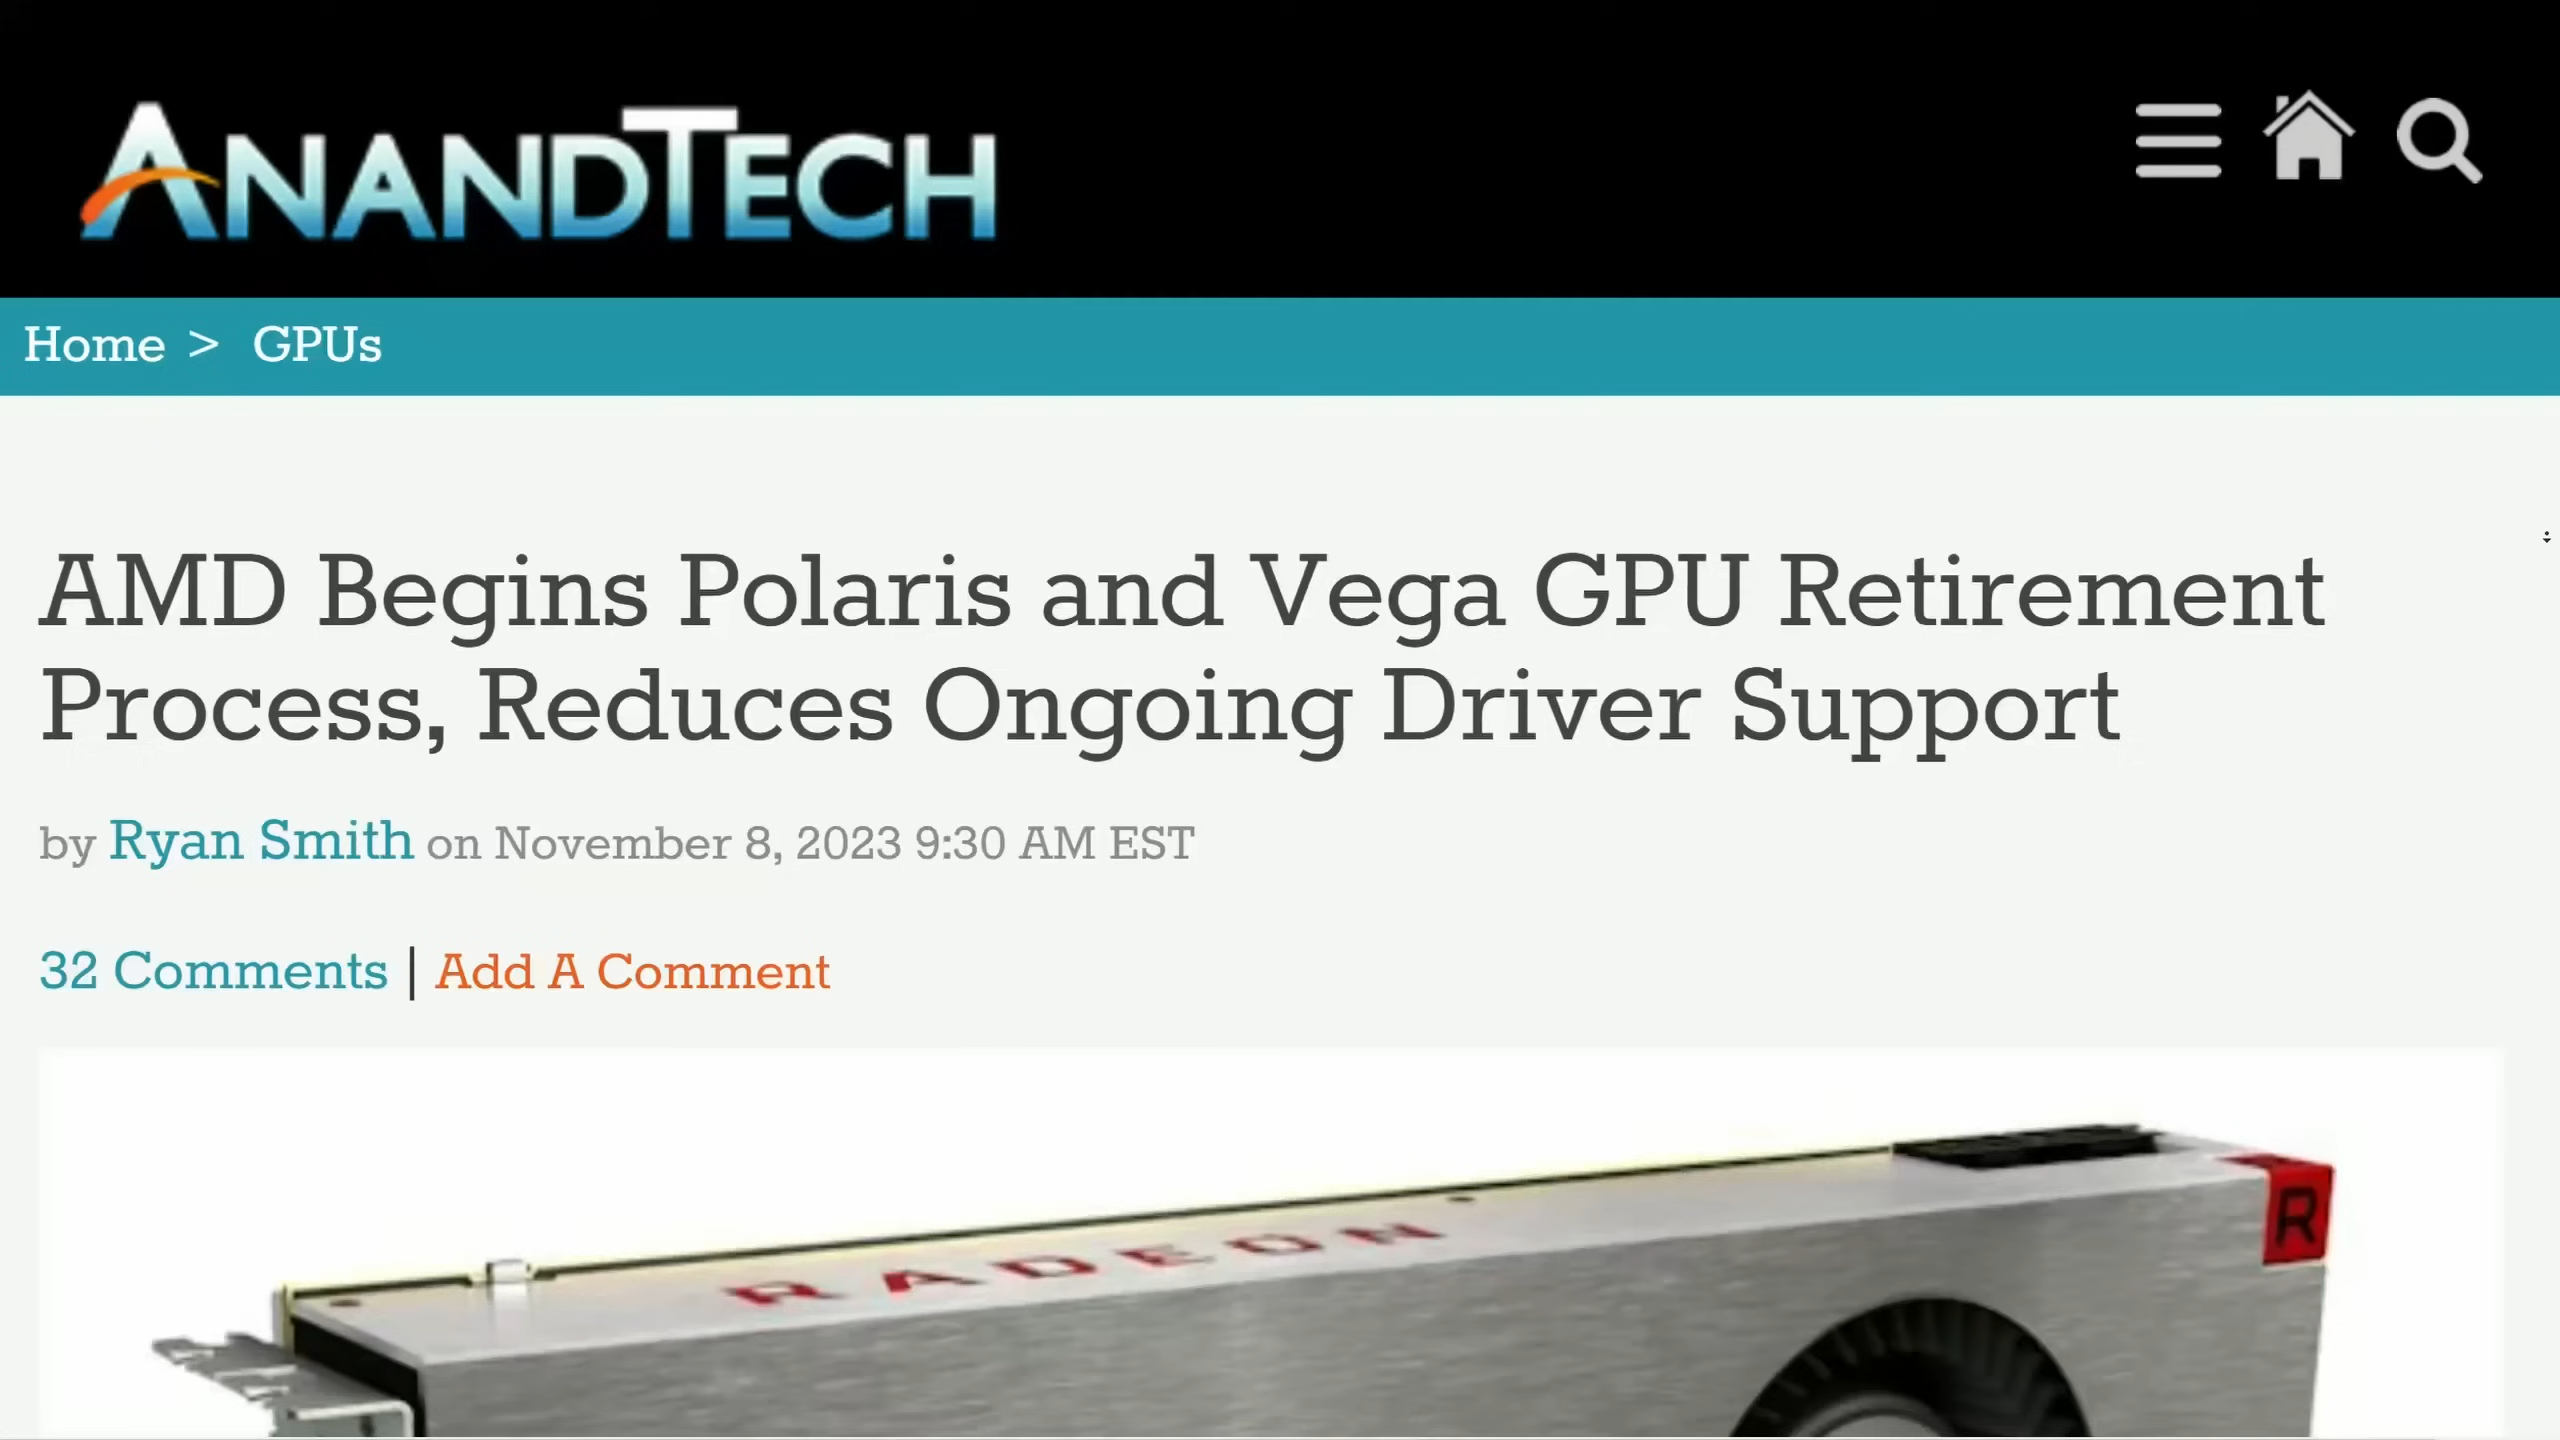 ANANDTECH
Home > GPUs
AMD Begins Polaris and Vega GPU Retirement
Process, Reduces Ongoing Driver Support
by Ryan Smith on November 8, 2023 9:30 AM EST
32 Comments | Add A Comment
RADEON
R